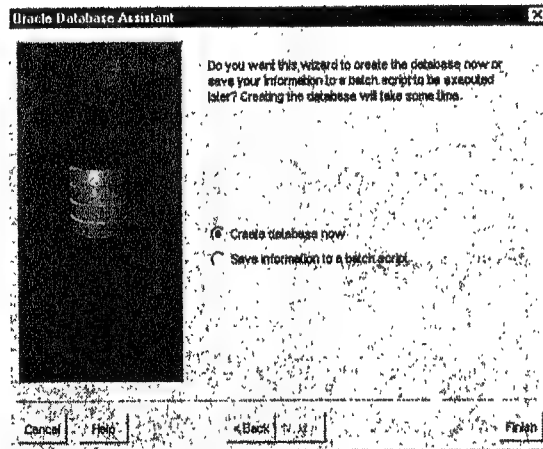 Oracle Database Assistant
Do you want this wizard to create the database now or
save your information to a batch script to be executed
later? Creating the database will take some time.
Create database now
Save information to a batch script.
Cancel Help < Back Finish